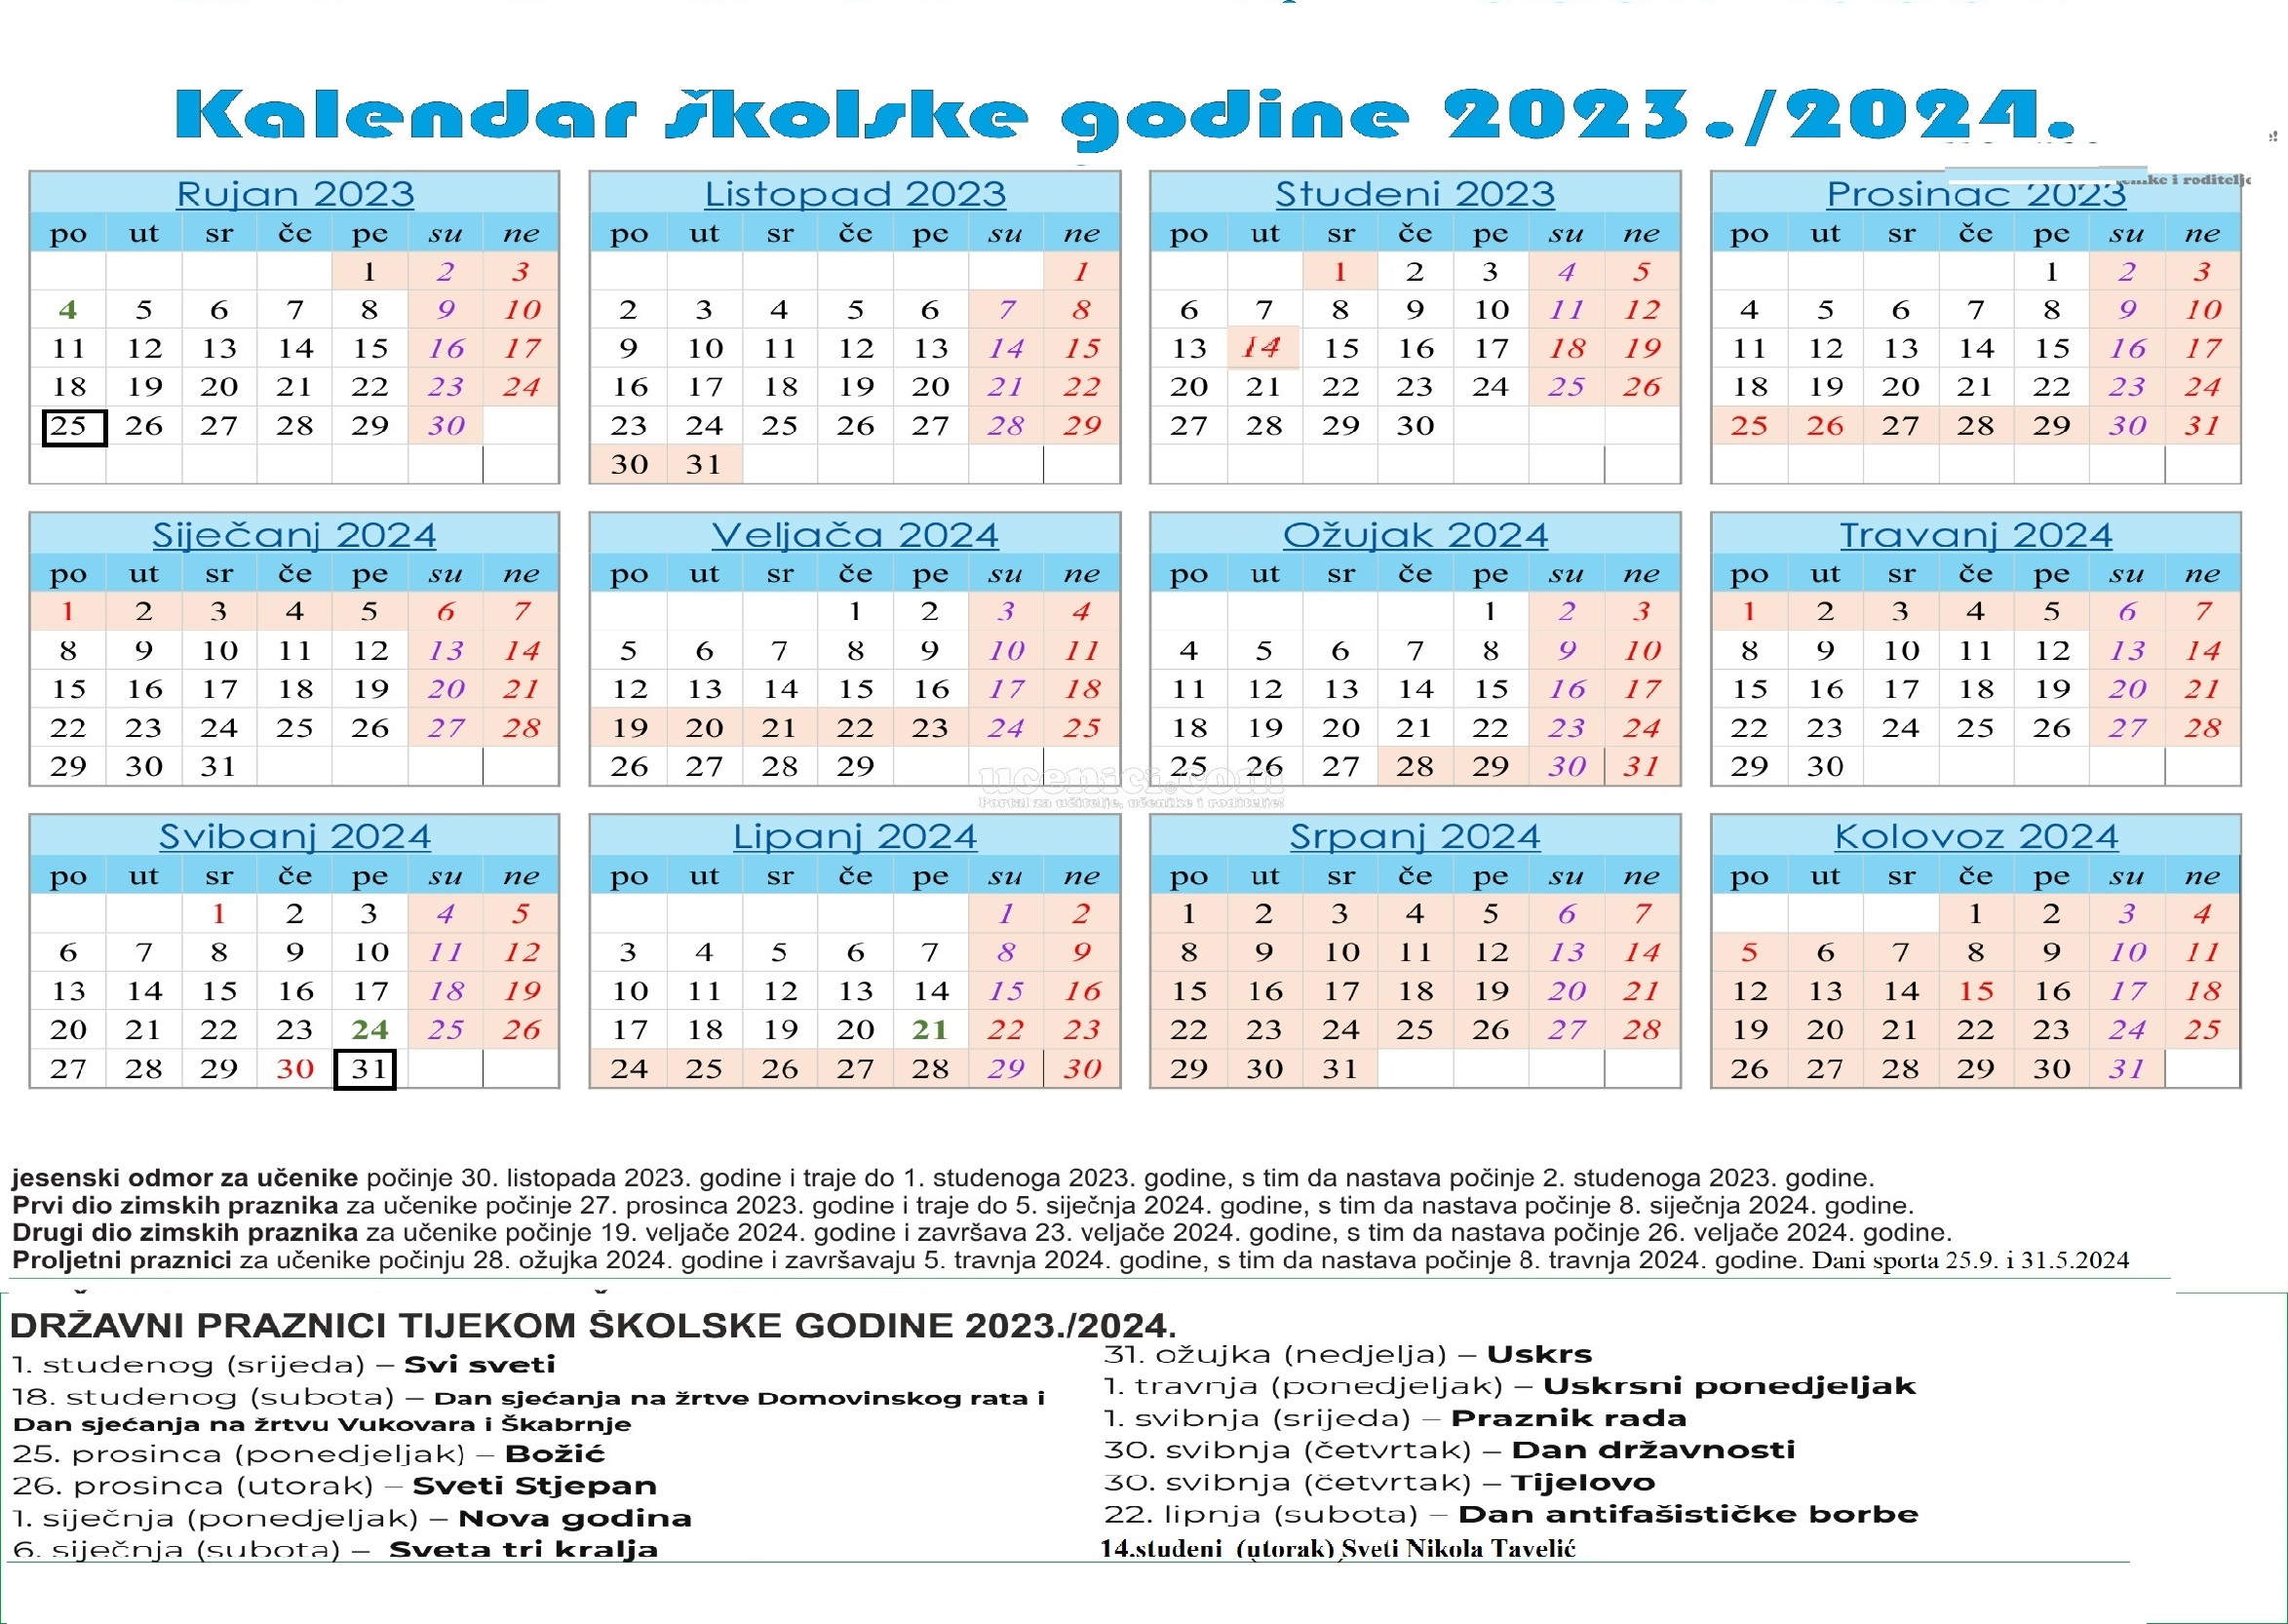 Kalendar školske godine 2023./2024.
Rujan 2023
po ut sr če pe su ne
1 2 3
4 5 6 7 8 9 10
11 12 13 14 15 16 17
18 19 20 21 22 23 24
25 26 27 28 29 30
Listopad 2023
po ut sr če pe su ne
1
2 3 4 5 6 7 8
9 10 11 12 13 14 15
16 17 18 19 20 21 22
23 24 25 26 27 28 29
30 31
Studeni 2023
po ut sr če pe su ne
1 2 3 4 5
6 7 8 9 10 11 12
13 14 15 16 17 18 19
20 21 22 23 24 25 26
27 28 29 30
Prosinac 2023
po ut sr če pe su ne
1 2 3
4 5 6 7 8 9 10
11 12 13 14 15 16 17
18 19 20 21 22 23 24
25 26 27 28 29 30 31
Siječanj 2024
po ut sr če pe su ne
1 2 3 4 5 6 7
8 9 10 11 12 13 14
15 16 17 18 19 20 21
22 23 24 25 26 27 28
29 30 31
Veljača 2024
po ut sr če pe su ne
1 2 3 4
5 6 7 8 9 10 11
12 13 14 15 16 17 18
19 20 21 22 23 24 25
26 27 28 29
Ožujak 2024
po ut sr če pe su ne
1 2 3
4 5 6 7 8 9 10
11 12 13 14 15 16 17
18 19 20 21 22 23 24
25 26 27 28 29 30 31
Travanj 2024
po ut sr če pe su ne
1 2 3 4 5 6 7
8 9 10 11 12 13 14
15 16 17 18 19 20 21
22 23 24 25 26 27 28
29 30
ucenici.com
Portal za učitelje, učenike i roditelje!
Svibanj 2024
po ut sr če pe su ne
1 2 3 4 5
6 7 8 9 10 11 12
13 14 15 16 17 18 19
20 21 22 23 24 25 26
27 28 29 30 31
Lipanj 2024
po ut sr če pe su ne
1 2
3 4 5 6 7 8 9
10 11 12 13 14 15 16
17 18 19 20 21 22 23
24 25 26 27 28 29 30
Srpanj 2024
po ut sr če pe su ne
1 2 3 4 5 6 7
8 9 10 11 12 13 14
15 16 17 18 19 20 21
22 23 24 25 26 27 28
29 30 31
Kolovoz 2024
po ut sr če pe su ne
1 2 3 4
5 6 7 8 9 10 11
12 13 14 15 16 17 18
19 20 21 22 23 24 25
26 27 28 29 30 31
jesenski odmor za učenike počinje 30. listopada 2023. godine i traje do 1. studenoga 2023. godine, s tim da nastava počinje 2. studenoga 2023. godine.
Prvi dio zimskih praznika za učenike počinje 27. prosinca 2023. godine i traje do 5. siječnja 2024. godine, s tim da nastava počinje 8. siječnja 2024. godine.
Drugi dio zimskih praznika za učenike počinje 19. veljače 2024. godine i završava 23. veljače 2024. godine, s tim da nastava počinje 26. veljače 2024. godine.
Proljetni praznici za učenike počinju 28. ožujka 2024. godine i završavaju 5. travnja 2024. godine, s tim da nastava počinje 8. travnja 2024. godine. Dani sporta 25.9. i 31.5.2024
DRŽAVNI PRAZNICI TIJEKOM ŠKOLSKE GODINE 2023./2024.
1. studenog (srijeda) – Svi sveti
18. studenog (subota) – Dan sjećanja na žrtve Domovinskog rata i
Dan sjećanja na žrtvu Vukovara i Škabrnje
25. prosinca (ponedjeljak) – Božić
26. prosinca (utorak) – Sveti Stjepan
1. siječnja (ponedjeljak) – Nova godina
6. siječnja (subota) – Sveta tri kralja
31. ožujka (nedjelja) – Uskrs
1. travnja (ponedjeljak) – Uskrsni ponedjeljak
1. svibnja (srijeda) – Praznik rada
30. svibnja (četvrtak) – Dan državnosti
30. svibnja (četvrtak) – Tijelovo
22. lipnja (subota) – Dan antifašističke borbe
14.studeni (utorak) Sveti Nikola Tavelić